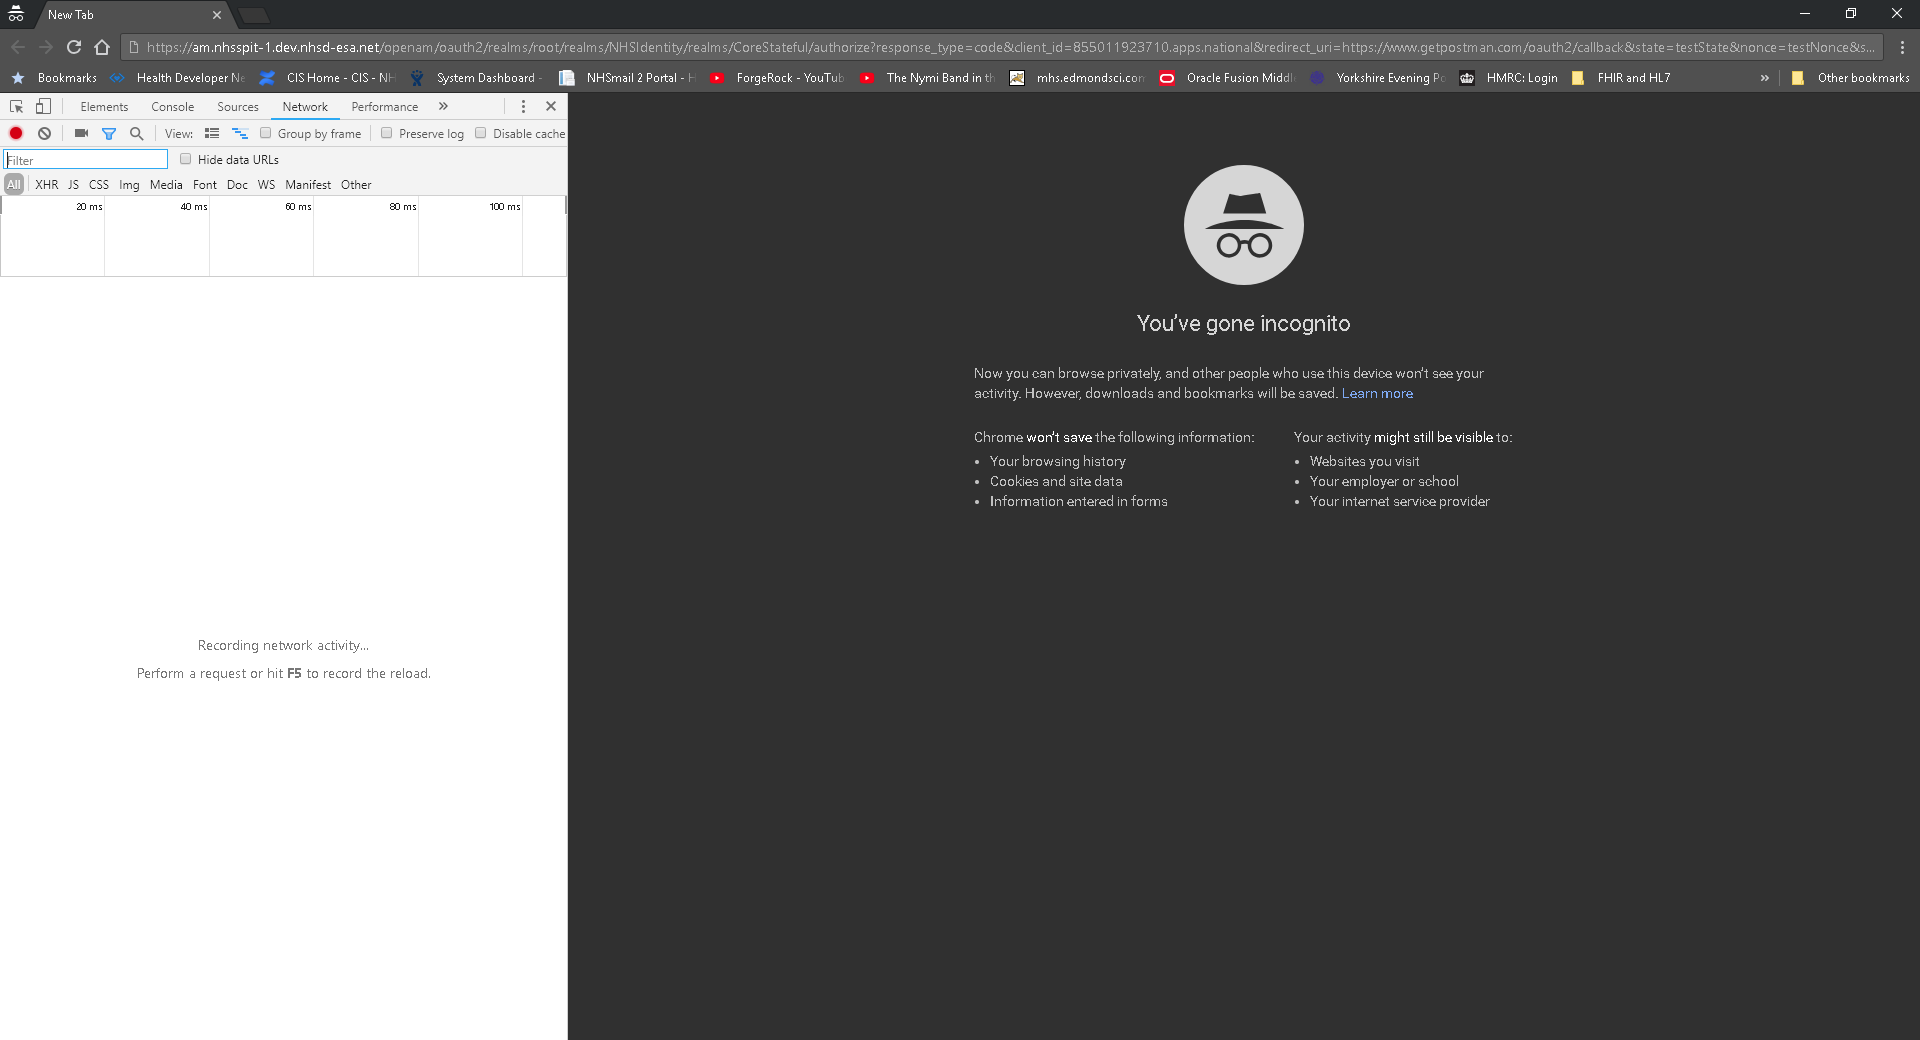 New Tab
https://am.nhsspit-1.dev.nhsd-esa.net/openam/oauth2/realms/root/realms/NHSIdentity/realms/CoreStateful/authorize?response_type=code&client_id=855011923710.apps.national&redirect_uri=https://www.getpostman.com/oauth2/callback&state=testState&nonce=testNonce&s...
Bookmarks Health Developer Ne CIS Home - CIS - NH System Dashboard - NHSmail 2 Portal - H ForgeRock - YouTub The Nymi Band in th mhs.edmondsci.com Oracle Fusion Middl Yorkshire Evening Po HMRC: Login FHIR and HL7 » Other bookmarks
Elements Console Sources Network Performance »
View: Group by frame Preserve log Disable cache
Filter Hide data URLs
All XHR JS CSS Img Media Font Doc WS Manifest Other
20 ms 40 ms 60 ms 80 ms 100 ms
Recording network activity...
Perform a request or hit F5 to record the reload.
You've gone incognito
Now you can browse privately, and other people who use this device won't see your
activity. However, downloads and bookmarks will be saved. Learn more
Chrome won't save the following information:
• Your browsing history
• Cookies and site data
• Information entered in forms
Your activity might still be visible to:
• Websites you visit
• Your employer or school
• Your internet service provider